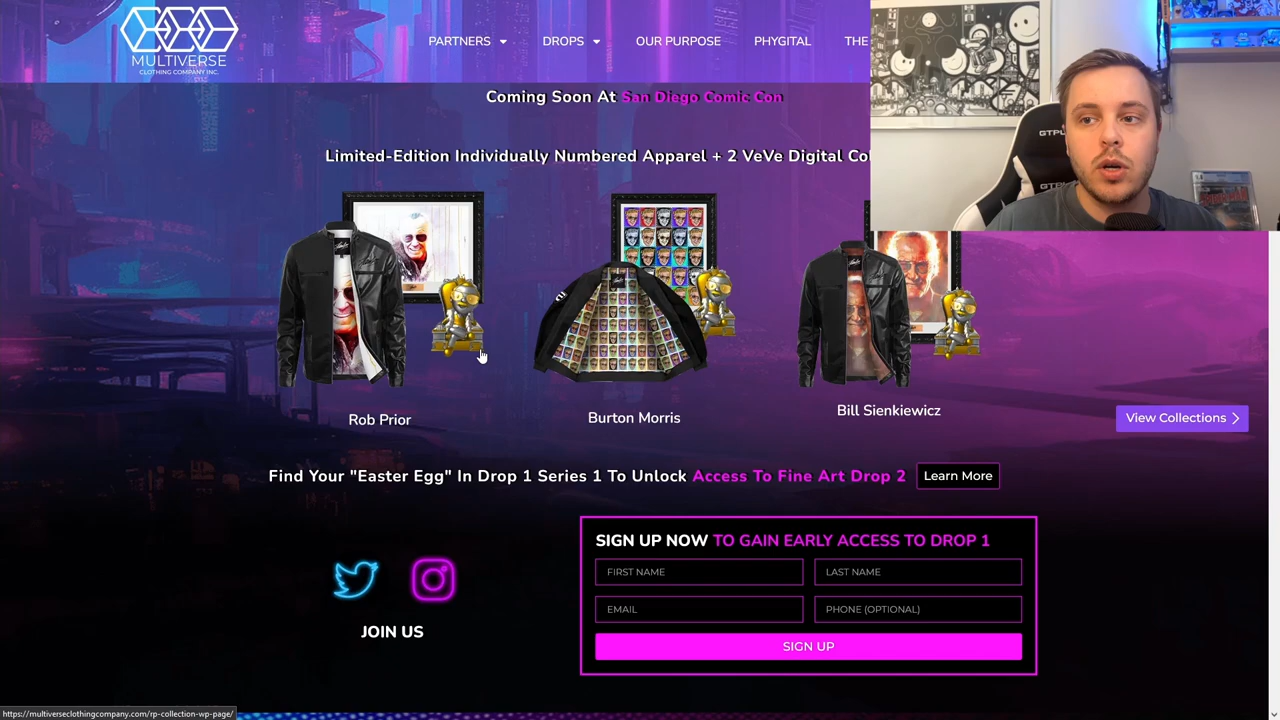 MULTIVERSE
CLOTHING COMPANY INC.
PARTNERS
DROPS
OUR PURPOSE
PHYGITAL
THE
Coming Soon At San Diego Comic Con
Limited-Edition Individually Numbered Apparel + 2 VeVe Digital Col
Rob Prior
Burton Morris
Bill Sienkiewicz
View Collections
Find Your "Easter Egg" In Drop 1 Series 1 To Unlock Access To Fine Art Drop 2
Learn More
SIGN UP NOW TO GAIN EARLY ACCESS TO DROP 1
FIRST NAME
LAST NAME
EMAIL
PHONE (OPTIONAL)
SIGN UP
JOIN US
https://multiverseclothingcompany.com/rp-collection-wp-page/